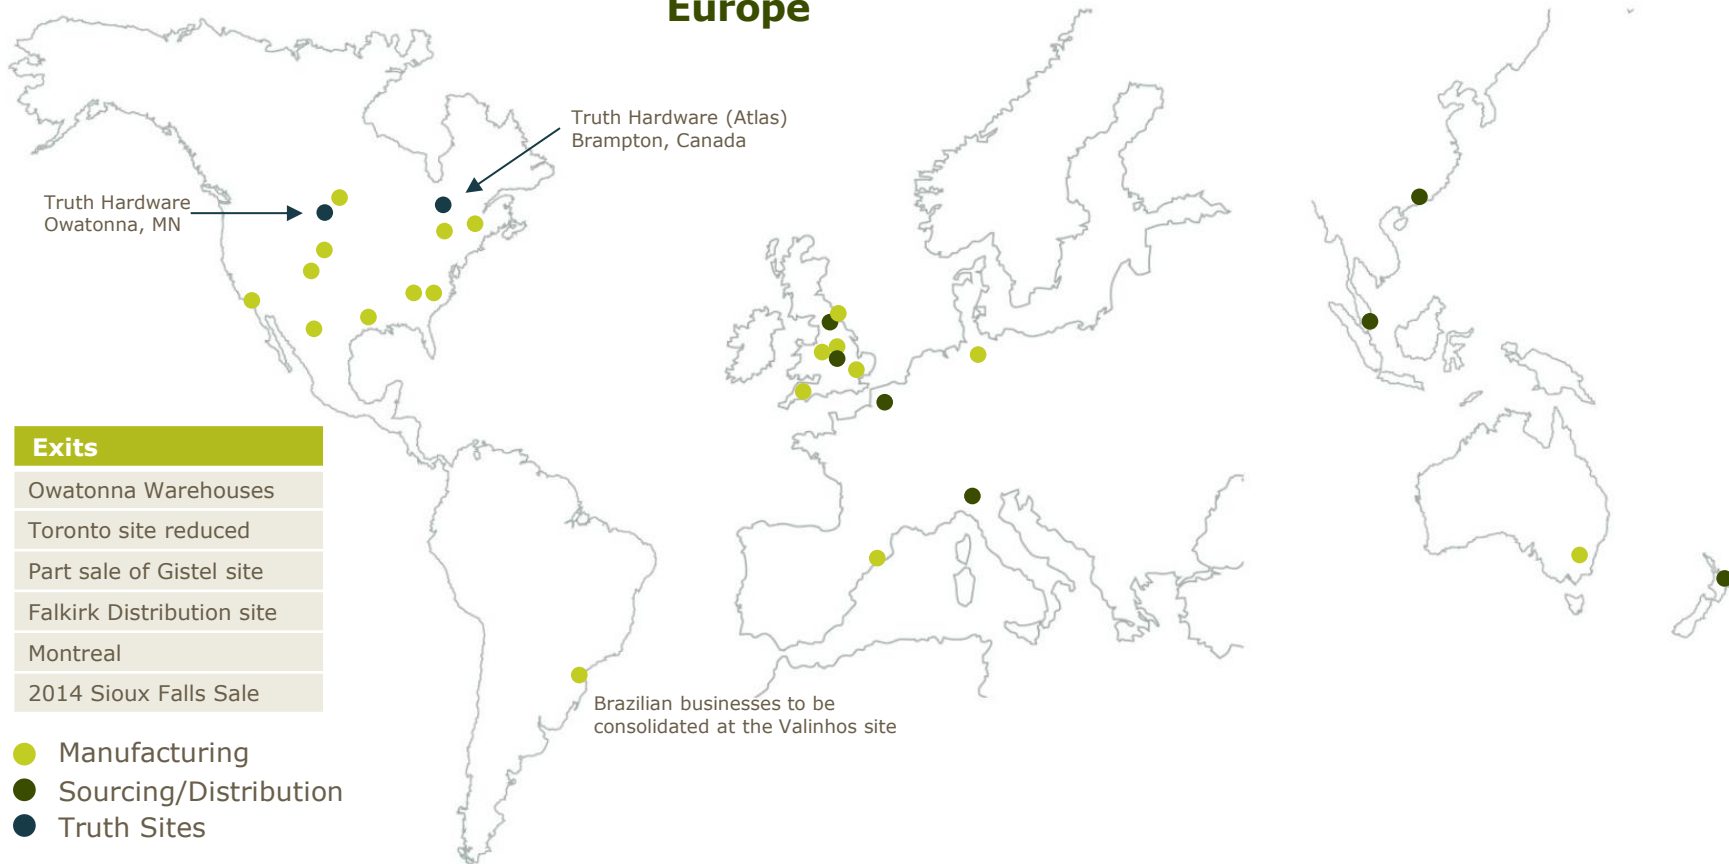 Europe
Truth Hardware (Atlas)
Brampton, Canada
Truth Hardware
Owatonna, MN
Exits
Owatonna Warehouses
Toronto site reduced
Part sale of Gistel site
Falkirk Distribution site
Montreal
2014 Sioux Falls Sale
Brazilian businesses to be
consolidated at the Valinhos site
Manufacturing
Sourcing/Distribution
Truth Sites